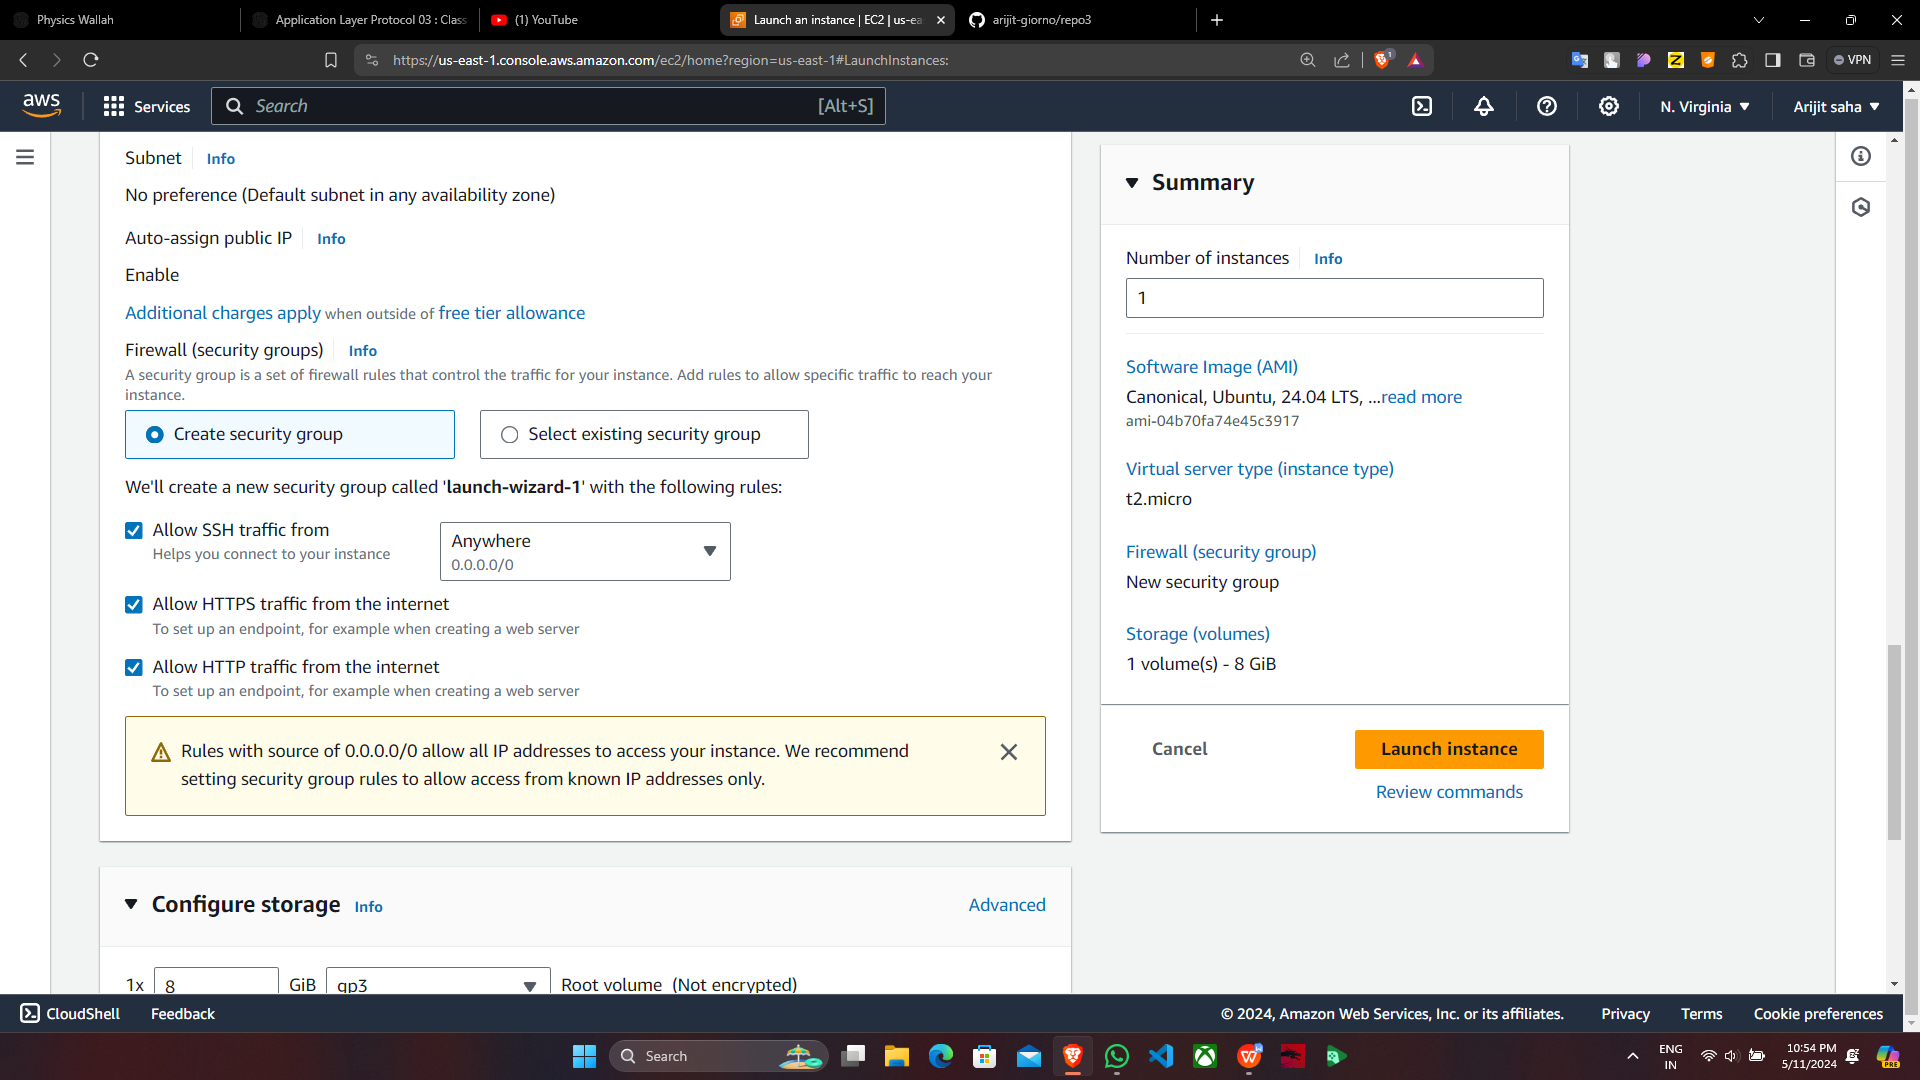 Physics Wallah
Application Layer Protocol 03 : Class
(1) YouTube
Launch an instance | EC2 | us-ea
arijit-giorno/repo3
https://us-east-1.console.aws.amazon.com/ec2/home?region=us-east-1#LaunchInstances:
1
VPN
aws
Services
Search
[Alt+S]
N. Virginia
Arijit saha
Subnet
Info
No preference (Default subnet in any availability zone)
Auto-assign public IP
Info
Enable
Additional charges apply when outside of free tier allowance
Firewall (security groups)
Info
A security group is a set of firewall rules that control the traffic for your instance. Add rules to allow specific traffic to reach your
instance.
Create security group
Select existing security group
We'll create a new security group called 'launch-wizard-1' with the following rules:
Allow SSH traffic from
Helps you connect to your instance
Anywhere
0.0.0.0/0
Allow HTTPS traffic from the internet
To set up an endpoint, for example when creating a web server
Allow HTTP traffic from the internet
To set up an endpoint, for example when creating a web server
Rules with source of 0.0.0.0/0 allow all IP addresses to access your instance. We recommend
setting security group rules to allow access from known IP addresses only.
Configure storage
Info
Advanced
1x
8
GiB
gp3
Root volume (Not encrypted)
Summary
Number of instances
Info
1
Software Image (AMI)
Canonical, Ubuntu, 24.04 LTS, ...read more
ami-04b70fa74e45c3917
Virtual server type (instance type)
t2.micro
Firewall (security group)
New security group
Storage (volumes)
1 volume(s) - 8 GiB
Cancel
Launch instance
Review commands
CloudShell
Feedback
© 2024, Amazon Web Services, Inc. or its affiliates.
Privacy
Terms
Cookie preferences
Search
ENG
IN
10:54 PM
5/11/2024
PRE